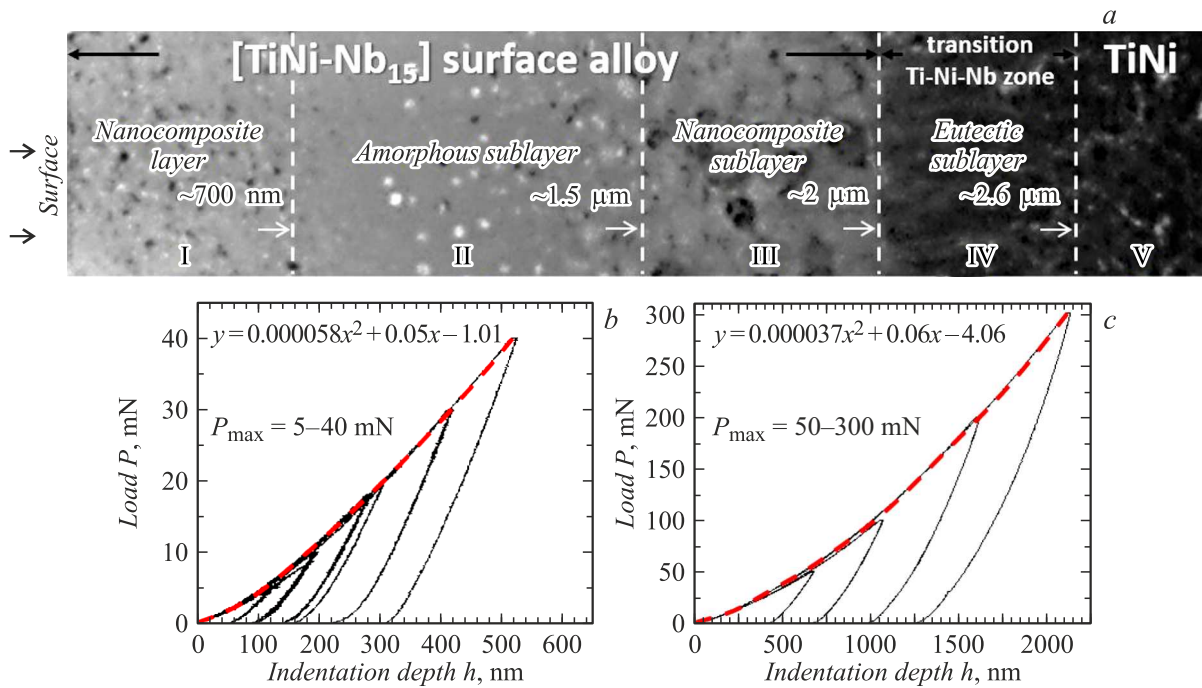 a
[TiNi-Nb15] surface alloy
transition
Ti-Ni-Nb zone
TiNi
Surface
Nanocomposite
layer
~700 nm
I
Amorphous sublayer
~1.5 μm
II
Nanocomposite
sublayer
~2 μm
III
Eutectic
sublayer
~2.6 μm
IV
V
b
y = 0.000058x² + 0.05x – 1.01
Pmax = 5–40 mN
Load P, mN
40
30
20
10
0
0 100 200 300 400 500 600
Indentation depth h, nm
c
y = 0.000037x² + 0.06x – 4.06
Pmax = 50–300 mN
Load P, mN
300
250
200
150
100
50
0
0 500 1000 1500 2000
Indentation depth h, nm